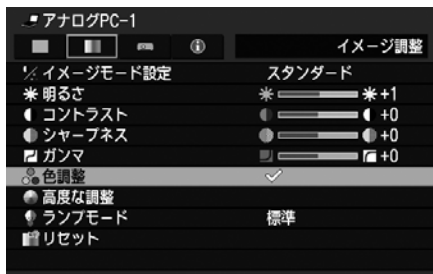 アナログPC-1
イメージ調整
イメージモード設定 スタンダード
明るさ +1
コントラスト +0
シャープネス +0
ガンマ +0
色調整
高度な調整
ランプモード 標準
リセット